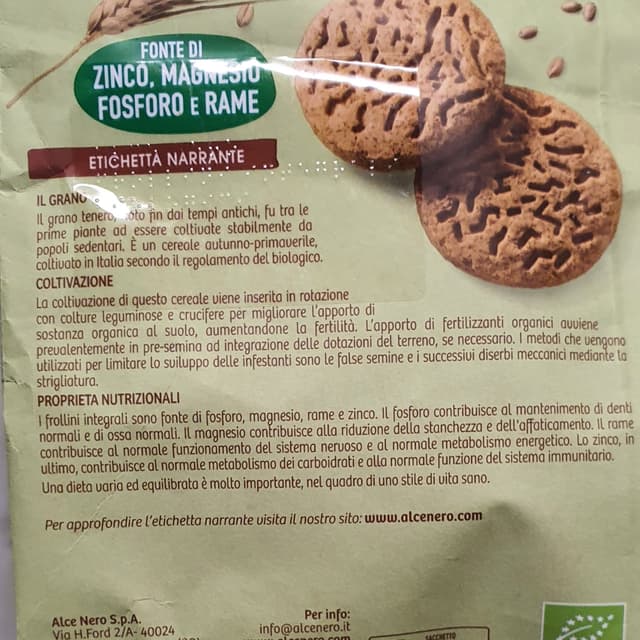 FONTE DI
ZINCO, MAGNESIO
FOSFORO E RAME
ETICHETTA NARRANTE
IL GRANO
Il grano tenero, noto fin dai tempi antichi, fu tra le
prime piante ad essere coltivate stabilmente da
popoli sedentari. È un cereale autunno-primaverile,
coltivato in Italia secondo il regolamento del biologico.
COLTIVAZIONE
La coltivazione di questo cereale viene inserita in rotazione
con colture leguminose e crucifere per migliorare l'apporto di
sostanza organica al suolo, aumentandone la fertilità. L'apporto di fertilizzanti organici avviene
prevalentemente in pre-semina ad integrazione delle dotazioni del terreno, se necessario. I metodi che vengono
utilizzati per limitare lo sviluppo delle infestanti sono le false semine e i successivi diserbi meccanici mediante la
strigliatura.
PROPRIETÀ NUTRIZIONALI
I frollini integrali sono fonte di fosforo, magnesio, rame e zinco. Il fosforo contribuisce al mantenimento di denti
normali e di ossa normali. Il magnesio contribuisce alla riduzione della stanchezza e dell'affaticamento. Il rame
contribuisce al normale funzionamento del sistema nervoso e al normale metabolismo energetico. Lo zinco, in
ultimo, contribuisce al normale metabolismo dei carboidrati e alla normale funzione del sistema immunitario.
Una dieta varia ed equilibrata è molto importante, nel quadro di uno stile di vita sano.
Per approfondire l'etichetta narrante visita il nostro sito: www.alcenero.com
Alce Nero S.p.A.
Via H.Ford 2/A- 40024
Per info:
info@alcenero.it
www.alcenero.com
SACCHETTO